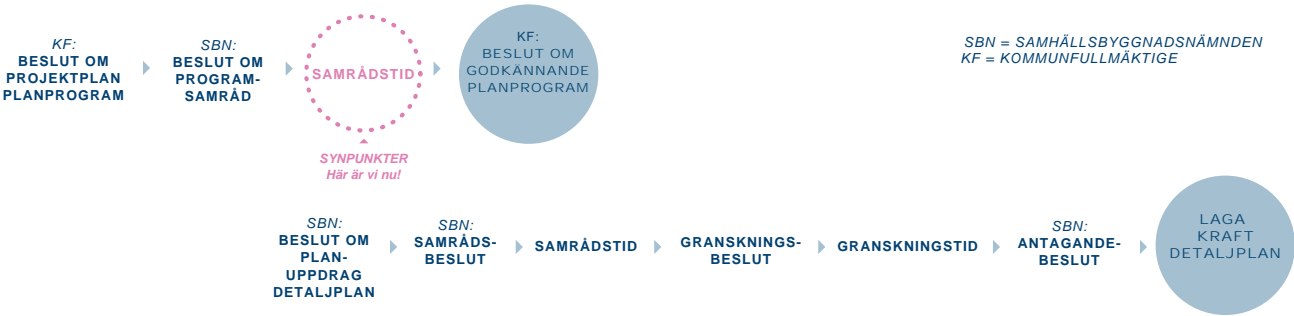 KF:
BESLUT OM
PROJEKTPLAN
PLANPROGRAM
SBN:
BESLUT OM
PROGRAM-
SAMRÅD
SAMRÅDSTID
SYNPUNKTER
Här är vi nu!
KF:
BESLUT OM
GODKÄNNANDE
PLANPROGRAM
SBN = SAMHÄLLSBYGGNADSNÄMNDEN
KF = KOMMUNFULLMÄKTIGE
SBN:
BESLUT OM
PLAN-
UPPDRAG
DETALJPLAN
SBN:
SAMRÅDS-
BESLUT
SAMRÅDSTID
GRANSKNINGS-
BESLUT
GRANSKNINGSTID
SBN:
ANTAGANDE-
BESLUT
LAGA
KRAFT
DETALJPLAN